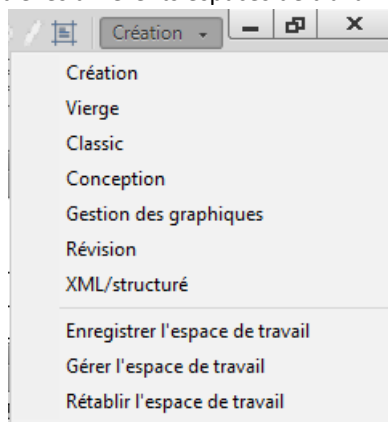 Création
Création
Vierge
Classic
Conception
Gestion des graphiques
Révision
XML/structuré
Enregistrer l'espace de travail
Gérer l'espace de travail
Rétablir l'espace de travail